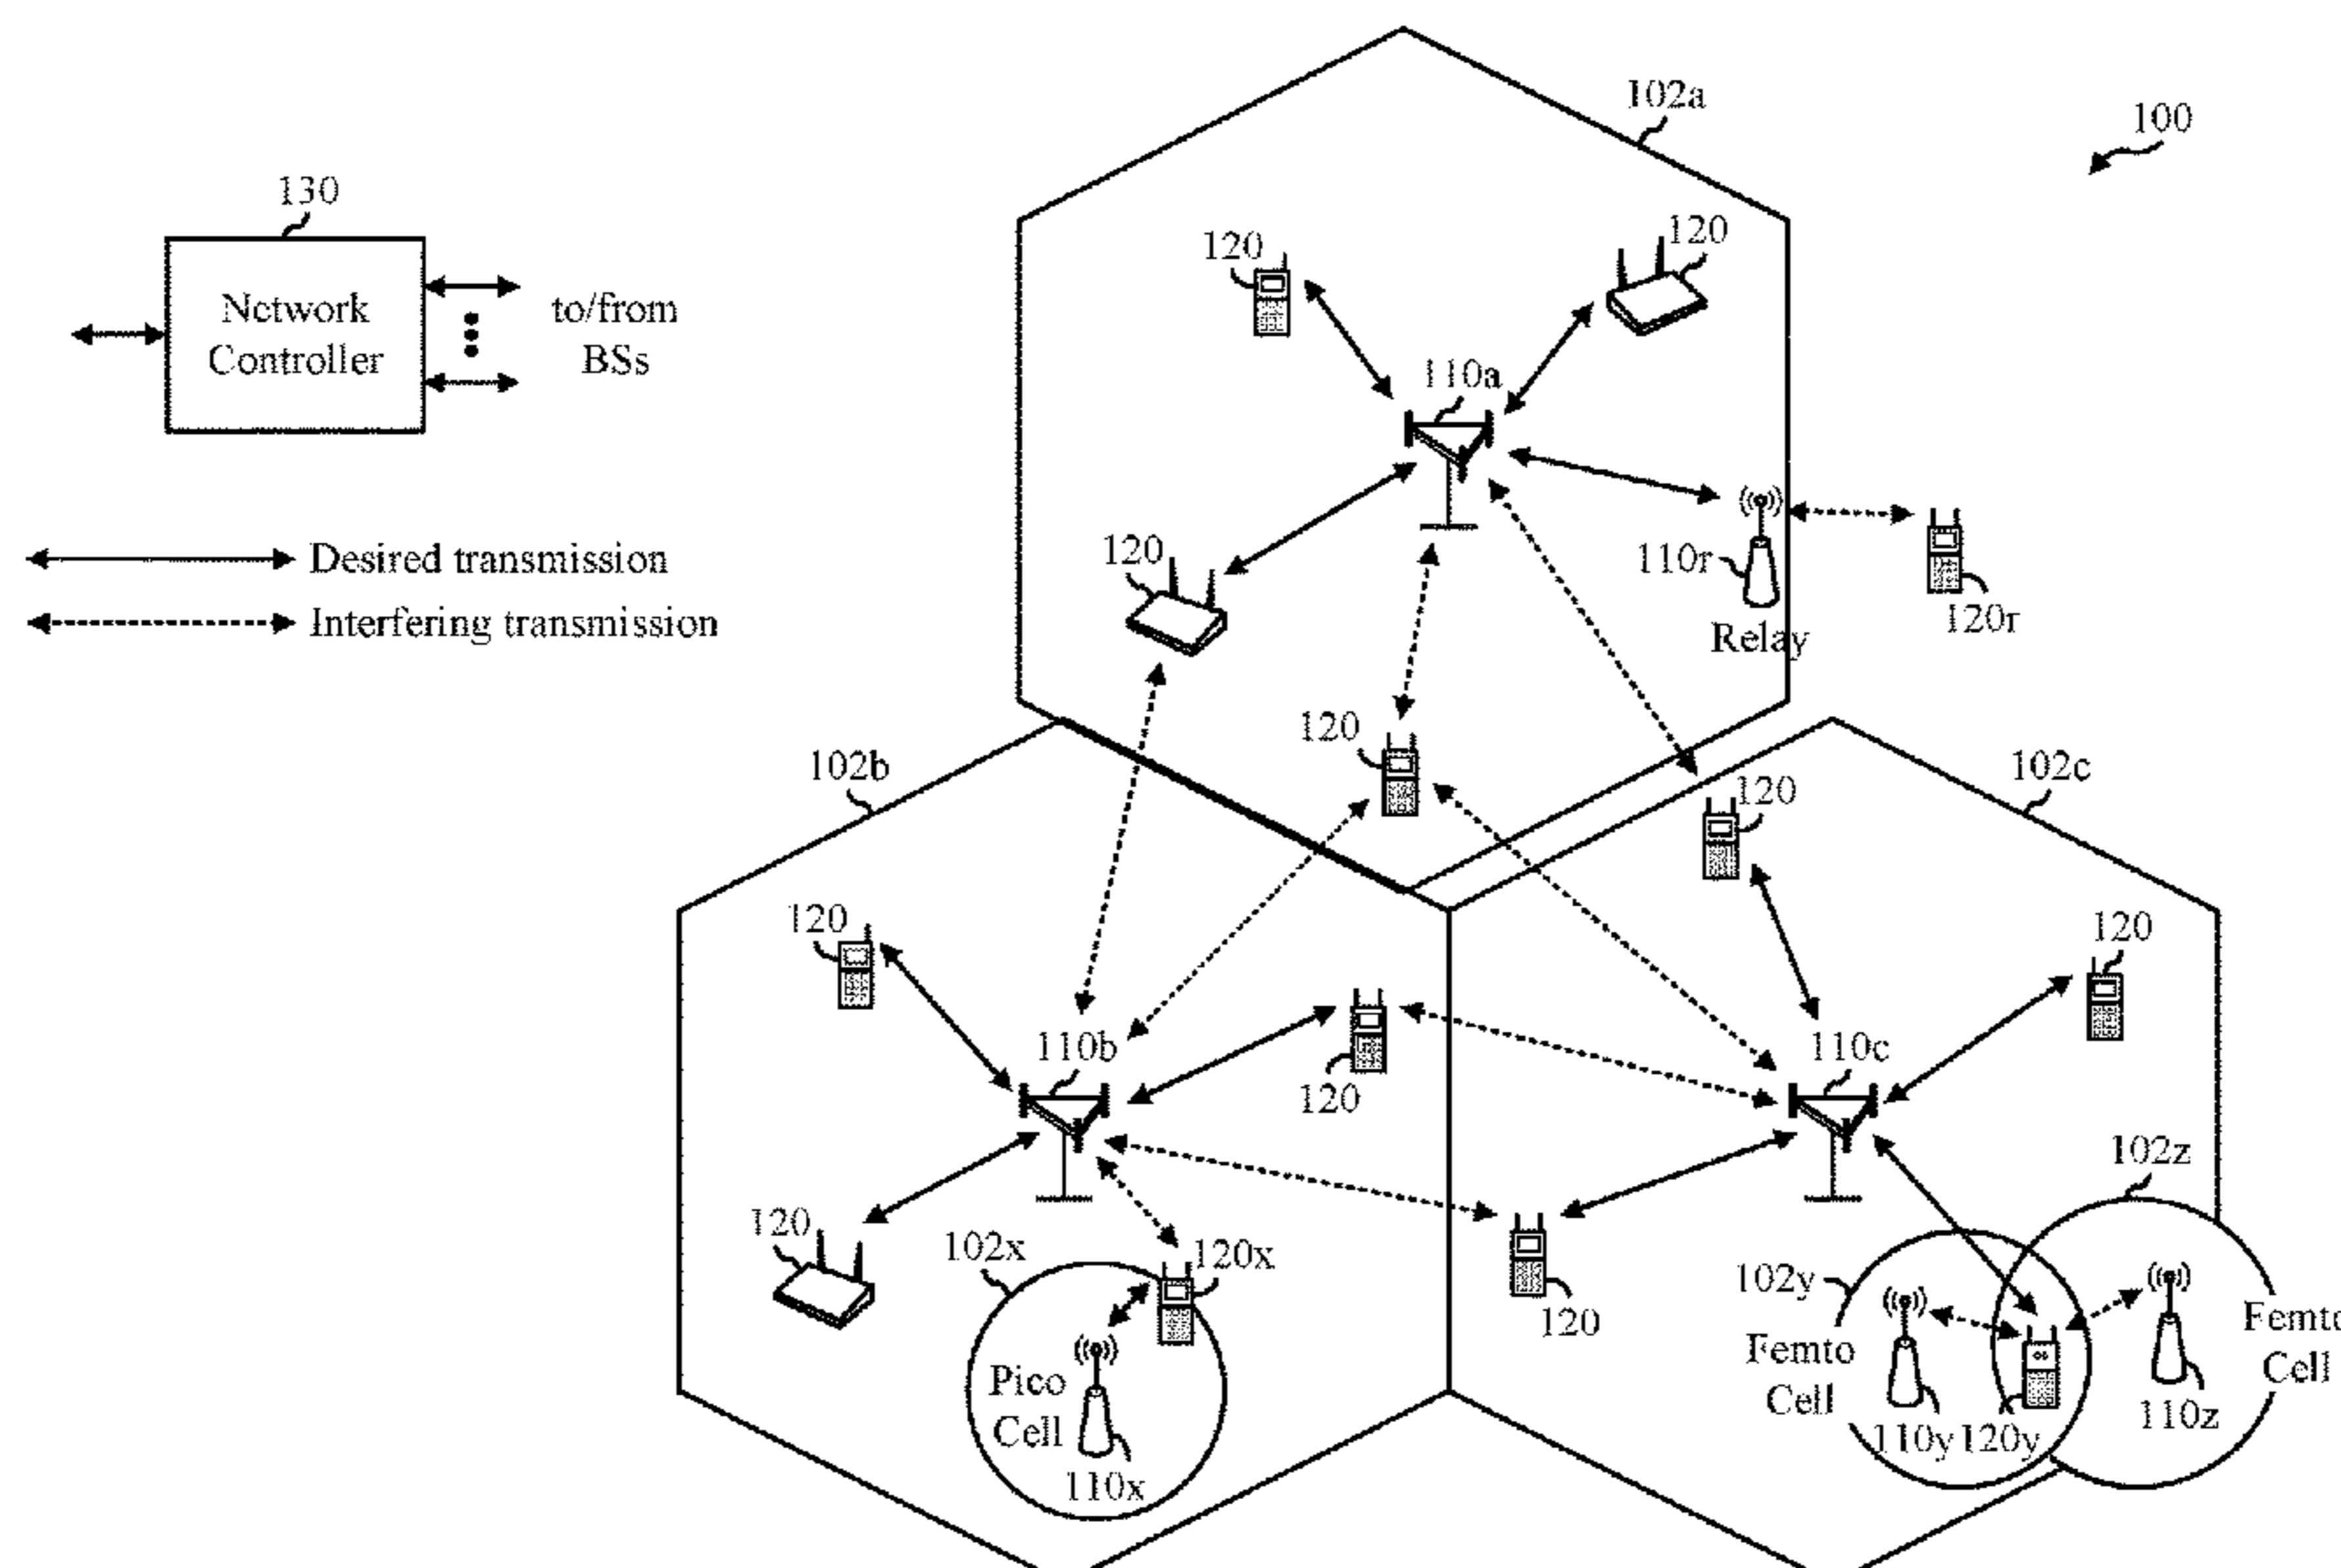 102a
100
130
120
120
Network
Controller
to/from
BSs
110a
Desired transmission
Interfering transmission
120
110r
120r
Relay
120
102b
102c
120
120
120
110b
110c
120
102z
120
102x
120x
102y
120
Femto
Cell
Pico
Cell
Femto
Cell
110y
120y
110z
110x